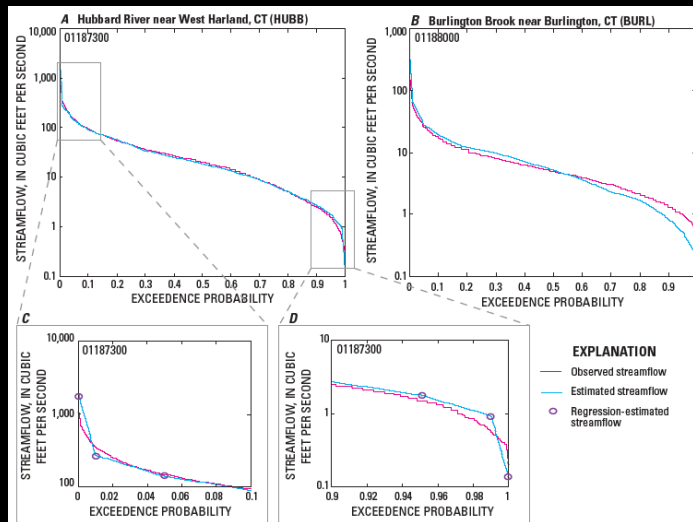 A Hubbard River near West Harland, CT (HUBB)
01187300
10,000
1,000
100
10
1
0.1
STREAMFLOW, IN CUBIC FEET PER SECOND
0 0.1 0.2 0.3 0.4 0.5 0.6 0.7 0.8 0.9 1
EXCEEDENCE PROBABILITY
B Burlington Brook near Burlington, CT (BURL)
01188000
1,000
100
10
1
0.1
STREAMFLOW, IN CUBIC FEET PER SECOND
0 0.1 0.2 0.3 0.4 0.5 0.6 0.7 0.8 0.9
EXCEEDENCE PROBABILITY
C
01187300
10,000
1,000
100
STREAMFLOW, IN CUBIC
FEET PER SECOND
0 0.02 0.04 0.06 0.08 0.1
EXCEEDENCE PROBABILITY
D
01187300
10
1
0.1
STREAMFLOW, IN CUBIC
FEET PER SECOND
0.9 0.92 0.94 0.96 0.98 1
EXCEEDENCE PROBABILITY
EXPLANATION
Observed streamflow
Estimated streamflow
Regression-estimated
streamflow